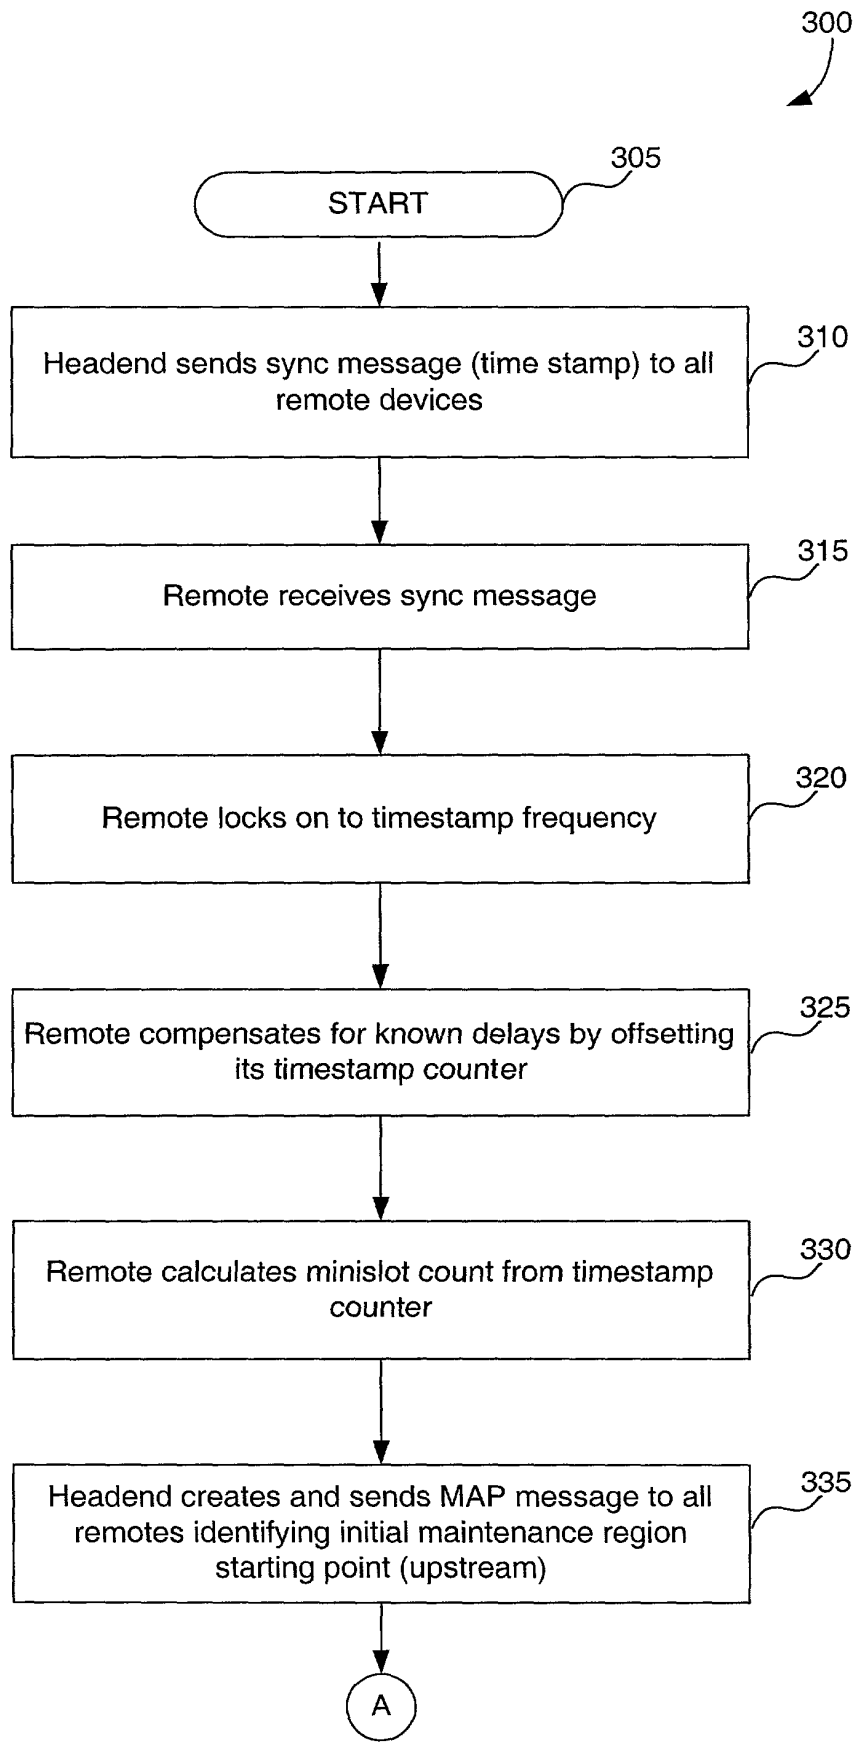 300
305
START
310
Headend sends sync message (time stamp) to all
remote devices
315
Remote receives sync message
320
Remote locks on to timestamp frequency
325
Remote compensates for known delays by offsetting
its timestamp counter
330
Remote calculates minislot count from timestamp
counter
335
Headend creates and sends MAP message to all
remotes identifying initial maintenance region
starting point (upstream)
A